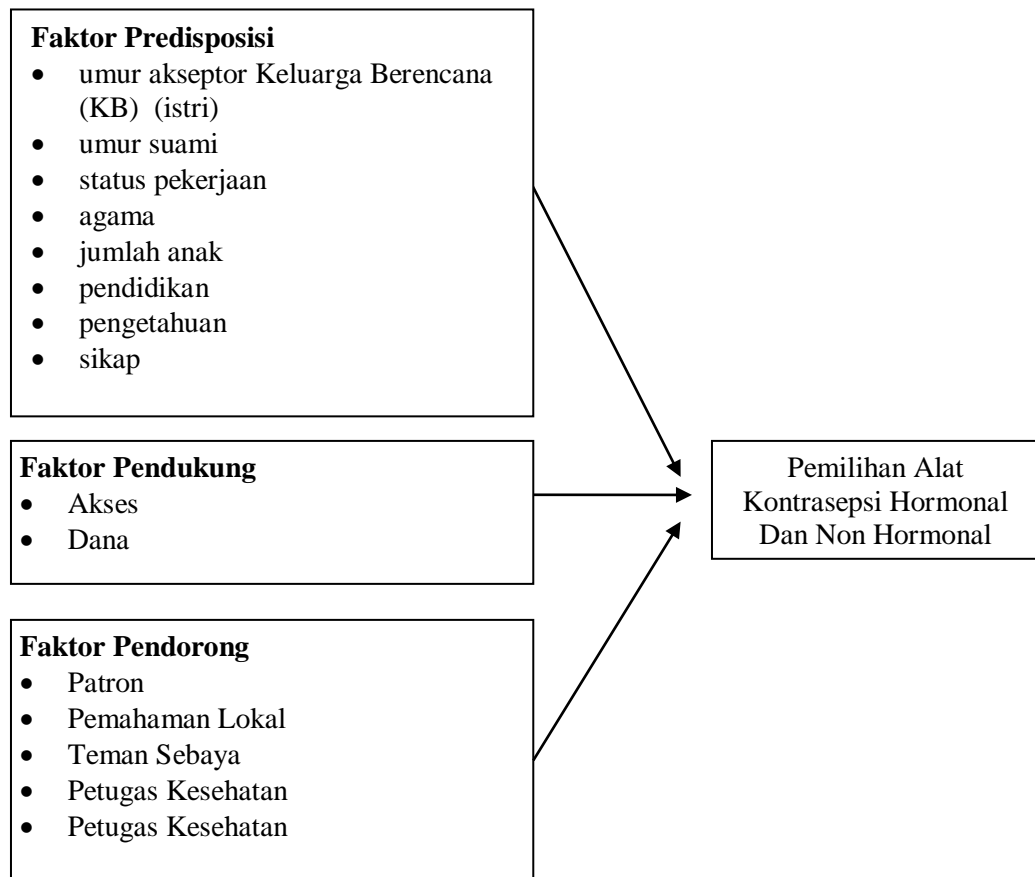 Faktor Predisposisi
• umur akseptor Keluarga Berencana
(KB) (istri)
• umur suami
• status pekerjaan
• agama
• jumlah anak
• pendidikan
• pengetahuan
• sikap
Faktor Pendukung
• Akses
• Dana
Faktor Pendorong
• Patron
• Pemahaman Lokal
• Teman Sebaya
• Petugas Kesehatan
• Petugas Kesehatan
Pemilihan Alat
Kontrasepsi Hormonal
Dan Non Hormonal